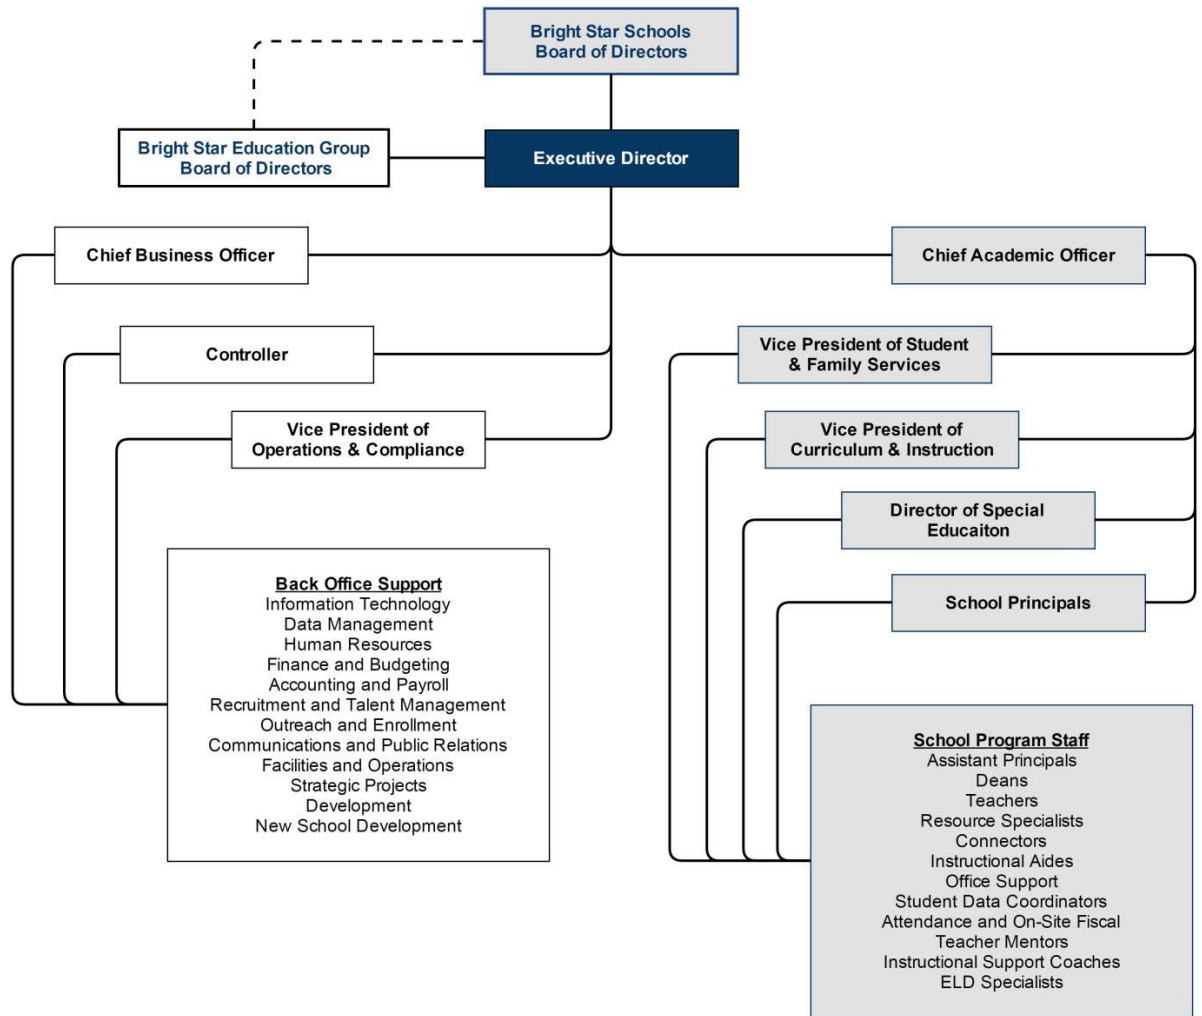 Bright Star Schools
Board of Directors
Bright Star Education Group
Board of Directors
Executive Director
Chief Business Officer
Chief Academic Officer
Controller
Vice President of Student
& Family Services
Vice President of
Operations & Compliance
Vice President of
Curriculum & Instruction
Director of Special
Educaiton
School Principals
Back Office Support
Information Technology
Data Management
Human Resources
Finance and Budgeting
Accounting and Payroll
Recruitment and Talent Management
Outreach and Enrollment
Communications and Public Relations
Facilities and Operations
Strategic Projects
Development
New School Development
School Program Staff
Assistant Principals
Deans
Teachers
Resource Specialists
Connectors
Instructional Aides
Office Support
Student Data Coordinators
Attendance and On-Site Fiscal
Teacher Mentors
Instructional Support Coaches
ELD Specialists